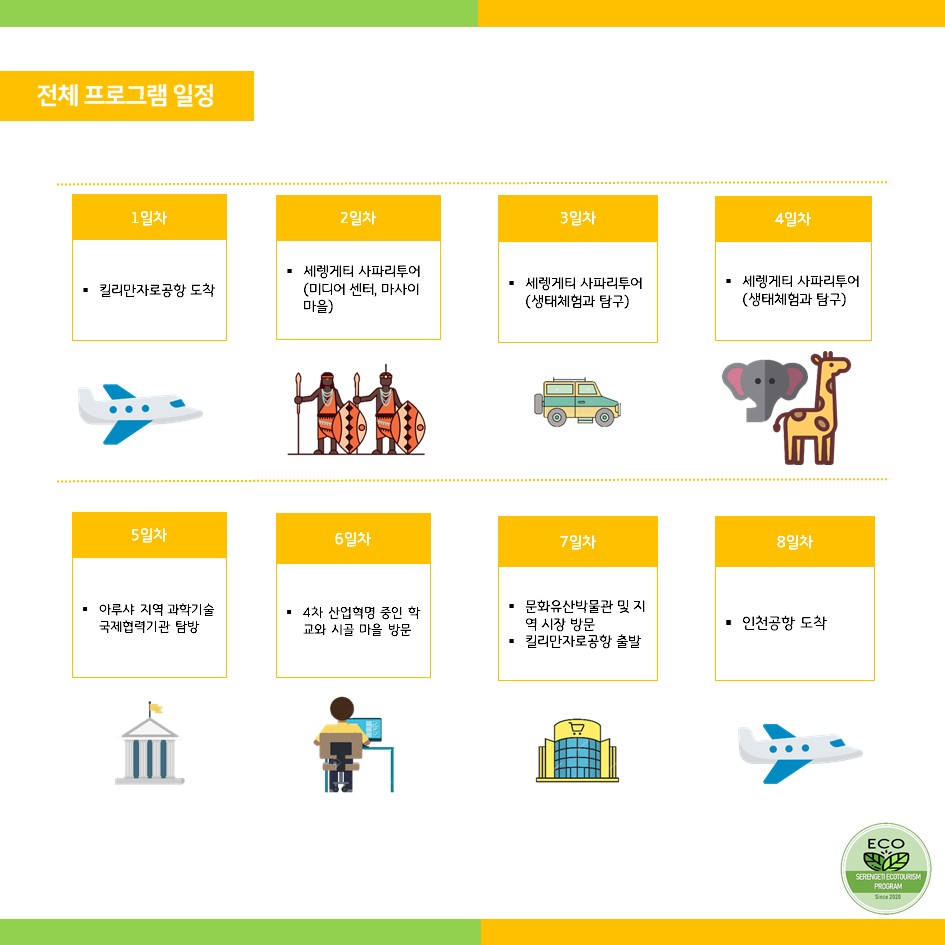 전체 프로그램 일정
1일차
▪ 킬리만자로공항 도착
2일차
▪ 세렝게티 사파리투어
(미디어 센터, 마사이
마을)
3일차
▪ 세렝게티 사파리투어
(생태체험과 탐구)
4일차
▪ 세렝게티 사파리투어
(생태체험과 탐구)
5일차
▪ 아루샤 지역 과학기술
국제협력기관 탐방
6일차
▪ 4차 산업혁명 중인 학
교와 시골 마을 방문
7일차
▪ 문화유산박물관 및 지
역 시장 방문
▪ 킬리만자로공항 출발
8일차
▪ 인천공항 도착
ECO
SERENGETI ECOTOURISM
PROGRAM
Since 2020